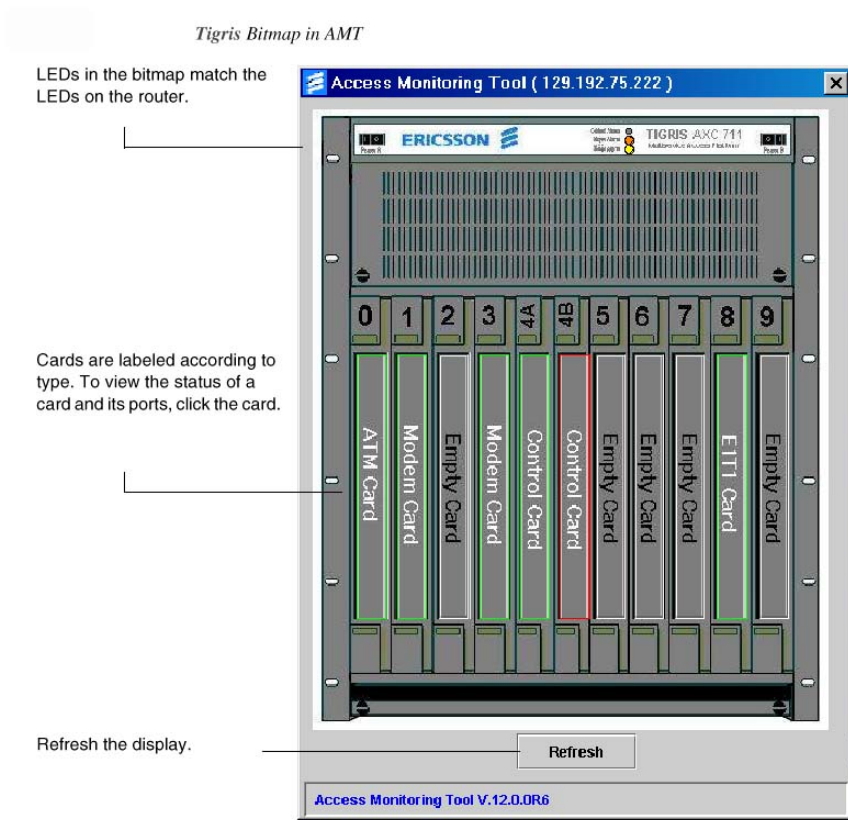 Tigris Bitmap in AMT
LEDs in the bitmap match the
LEDs on the router.
Access Monitoring Tool ( 129.192.75.222 )
ERICSSON
TIGRIS AXC 711
0 1 2 3 4A 4B 5 6 7 8 9
Cards are labeled according to
type. To view the status of a
card and its ports, click the card.
ATM Card
Modem Card
Empty Card
Modem Card
Control Card
Control Card
Empty Card
Empty Card
Empty Card
E1T1 Card
Empty Card
Refresh the display.
Refresh
Access Monitoring Tool V.12.0.0R6